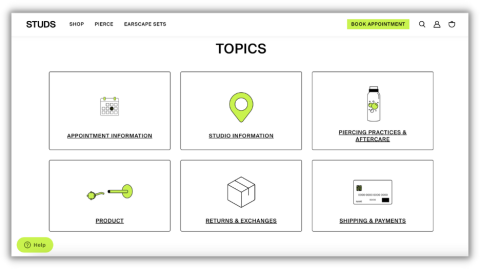 STUDS
SHOP PIERCE EARSCAPE SETS
BOOK APPOINTMENT
TOPICS
APPOINTMENT INFORMATION
STUDIO INFORMATION
PIERCING PRACTICES &
AFTERCARE
PRODUCT
RETURNS & EXCHANGES
SHIPPING & PAYMENTS
Help